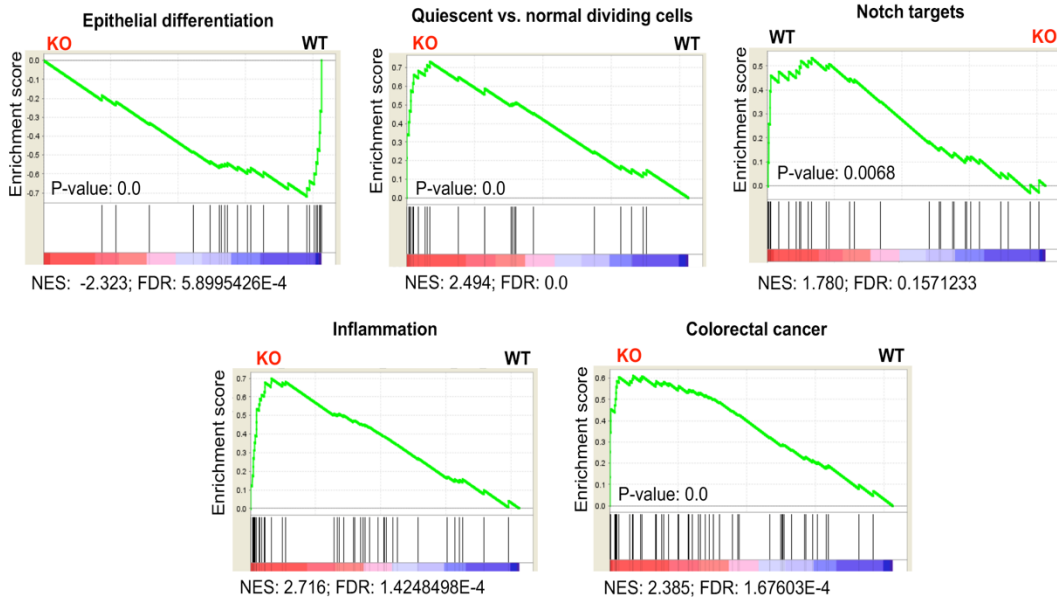 Epithelial differentiation
KO WT
Enrichment score
0.0
-0.1
-0.2
-0.3
-0.4
-0.5
-0.6
-0.7
P-value: 0.0
NES: -2.323; FDR: 5.8995426E-4
Quiescent vs. normal dividing cells
KO WT
Enrichment score
0.7
0.6
0.5
0.4
0.3
0.2
0.1
0.0
P-value: 0.0
NES: 2.494; FDR: 0.0
Notch targets
WT KO
Enrichment score
0.5
0.4
0.3
0.2
0.1
0.0
P-value: 0.0068
NES: 1.780; FDR: 0.1571233
Inflammation
KO WT
Enrichment score
0.7
0.6
0.5
0.4
0.3
0.2
0.1
0.0
NES: 2.716; FDR: 1.4248498E-4
Colorectal cancer
KO WT
Enrichment score
0.6
0.5
0.4
0.3
0.2
0.1
0.0
P-value: 0.0
NES: 2.385; FDR: 1.67603E-4